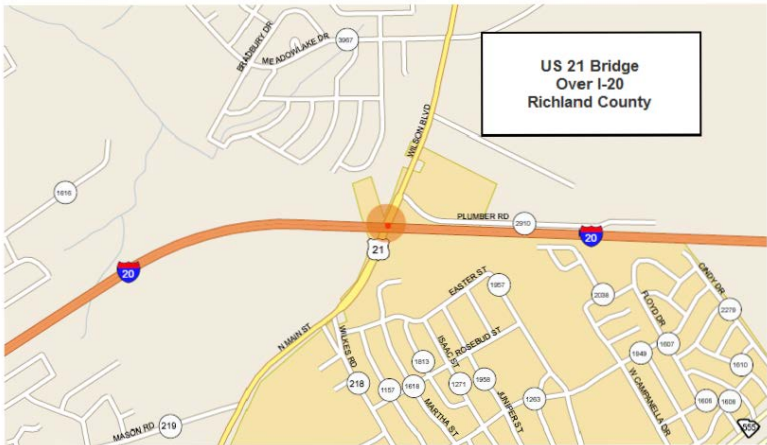 US 21 Bridge
Over I-20
Richland County
BRADBURY DR
MEADOWLAKE DR
3967
WILSON BLVD
1616
PLUMBER RD
2910
20
21
20
N MAIN ST
EASTER ST
1957
2038
CINDY DR
FLOYD DR
2279
WILKES RD
ISAAC ST
ROSEBUD ST
1813
1607
1949
1610
218
1157
1618
1271
1958
1263
1606
1608
MARTHA ST
JUNIPER ST
W CAMPANELLA DR
555
MASON RD
219